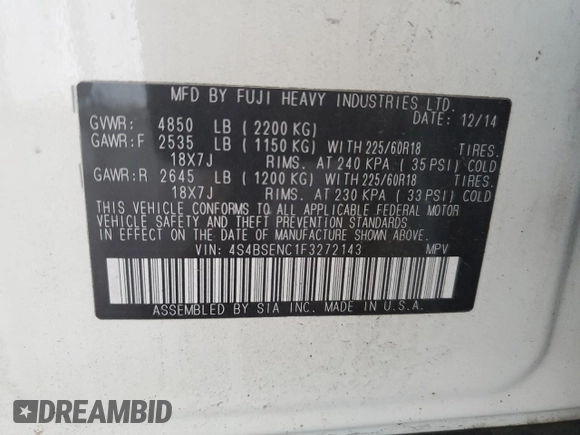 MFD BY FUJI HEAVY INDUSTRIES LTD.
GVWR: 4850 LB (2200 KG) DATE: 12/14
GAWR:F 2535 LB (1150 KG) WITH 225/60R18 TIRES.
18X7J RIMS. AT 240 KPA (35 PSI) COLD
GAWR:R 2645 LB (1200 KG) WITH 225/60R18 TIRES.
18X7J RIMS. AT 230 KPA (33 PSI) COLD
THIS VEHICLE CONFORMS TO ALL APPLICABLE FEDERAL MOTOR
VEHICLE SAFETY AND THEFT PREVENTION STANDARDS
IN EFFECT ON THE DATE OF MANUFACTURE SHOWN ABOVE.
VIN: 4S4BSENC1F3272143 MPV
ASSEMBLED BY SIA INC. MADE IN U.S.A.
DREAMBID